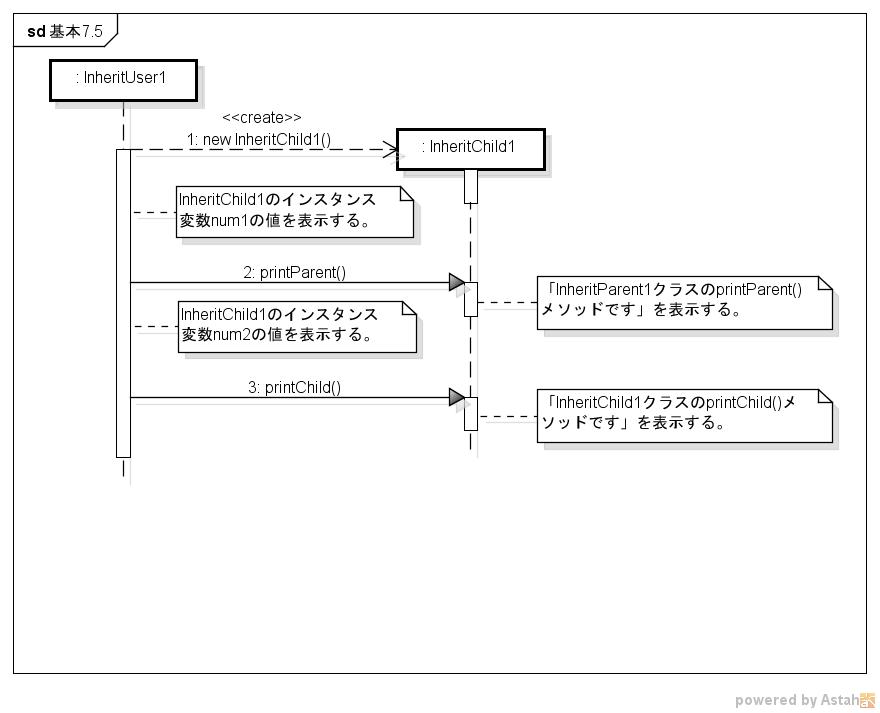 sd 基本7.5
: InheritUser1
<<create>>
1: new InheritChild1()
: InheritChild1
InheritChild1のインスタンス
変数num1の値を表示する。
2: printParent()
「InheritParent1クラスのprintParent()
メソッドです」を表示する。
InheritChild1のインスタンス
変数num2の値を表示する。
3: printChild()
「InheritChild1クラスのprintChild()メ
ソッドです」を表示する。
powered by Astah